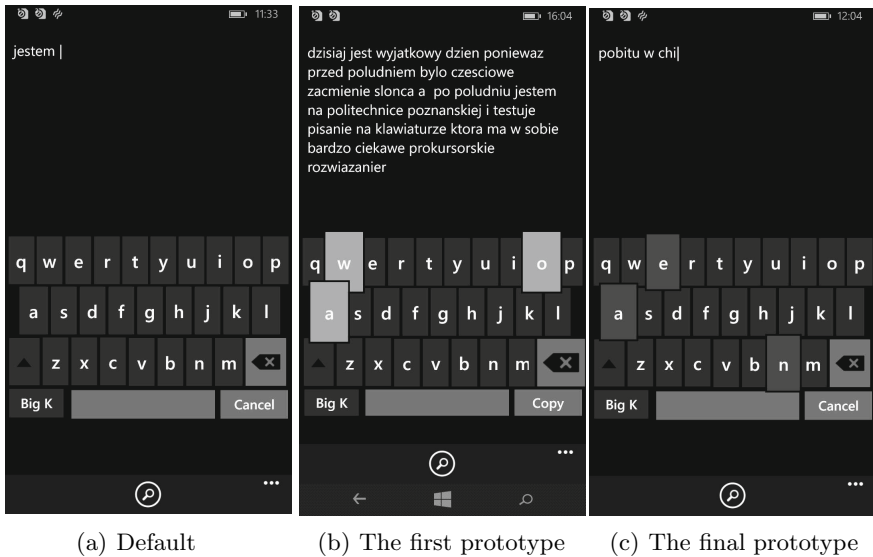 11:33
jestem |
q w e r t y u i o p
a s d f g h j k l
z x c v b n m
Big K Cancel
(a) Default
16:04
dzisiaj jest wyjatkowy dzien poniewaz
przed poludniem bylo czesciowe
zacmienie slonca a  po poludniu jestem
na politechnice poznanskiej i testuje
pisanie na klawiaturze ktora ma w sobie
bardzo ciekawe prokursorskie
rozwiazanier
q w e r t y u i o p
a s d f g h j k l
z x c v b n m
Big K Copy
(b) The first prototype
12:04
pobitu w chi|
q w e r t y u i o p
a s d f g h j k l
z x c v b n m
Big K Cancel
(c) The final prototype